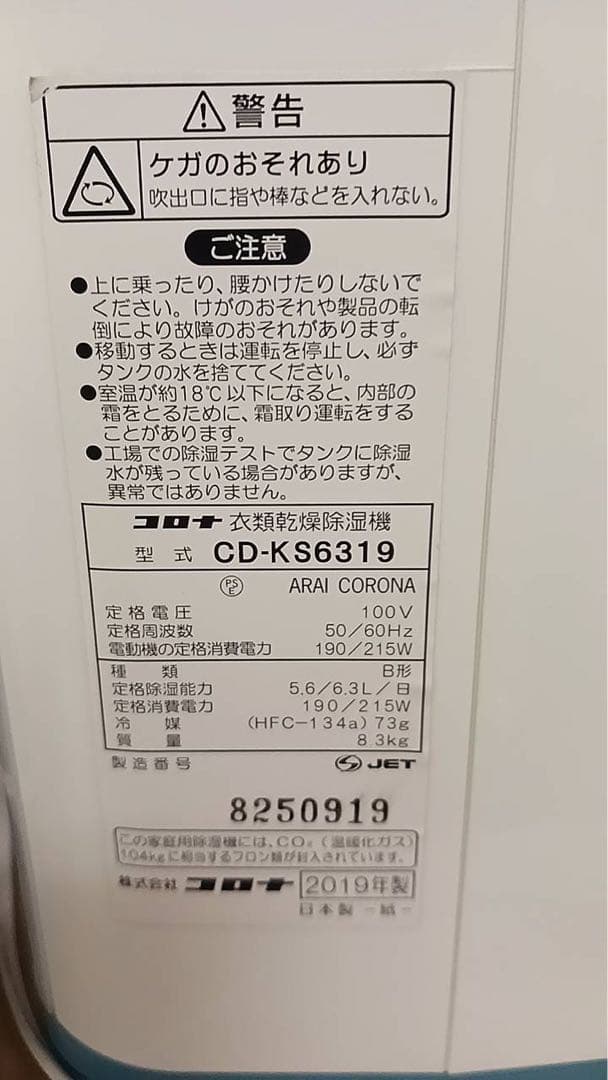 警告
ケガのおそれあり
吹出口に指や棒などを入れない。
ご注意
●上に乗ったり、腰かけたりしないで
ください。けがのおそれや製品の転
倒により故障のおそれがあります。
●移動するときは運転を停止し、必ず
タンクの水を捨ててください。
●室温が約18℃以下になると、内部の
霜をとるために、霜取り運転をする
ことがあります。
●工場での除湿テストでタンクに除湿
水が残っている場合がありますが、
異常ではありません。
コロナ 衣類乾燥除湿機
型式 CD-KS6319
PSE ARAI CORONA
定格電圧 100V
定格周波数 50/60Hz
電動機の定格消費電力 190/215W
種類 B形
定格除湿能力 5.6/6.3L/日
定格消費電力 190/215W
冷媒 (HFC-134a) 73g
質量 8.3kg
製造番号 JET
8250919
この家庭用除湿機には、CO₂(温暖化ガス)
104kgに相当するフロン類が封入されています。
株式会社 コロナ 2019年製
日本製 -紙-